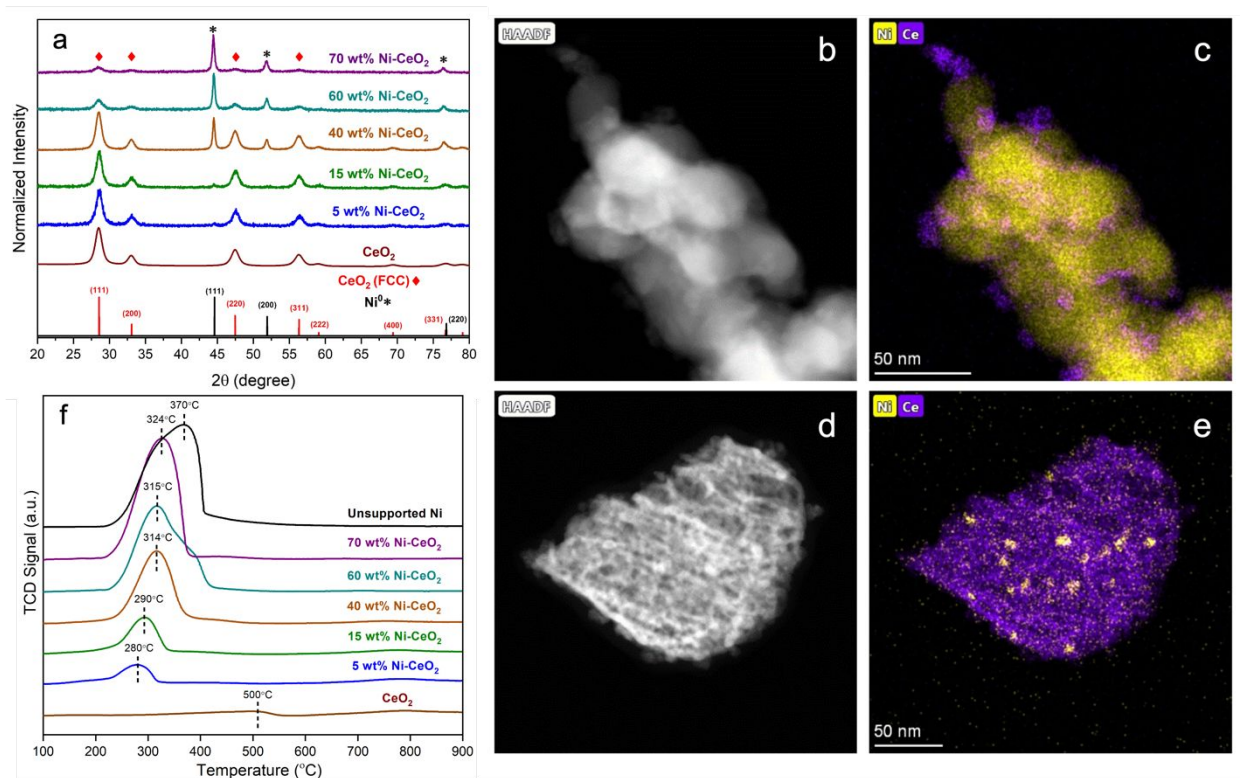 a
70 wt% Ni-CeO₂
60 wt% Ni-CeO₂
40 wt% Ni-CeO₂
15 wt% Ni-CeO₂
5 wt% Ni-CeO₂
CeO₂
CeO₂ (FCC) ♦
Ni⁰ *
(111) (200) (111) (200) (220) (311) (222) (400) (331) (220)
20 25 30 35 40 45 50 55 60 65 70 75 80
2θ (degree)
Normalized Intensity
HAADF
b
Ni Ce
c
50 nm
f
324°C 370°C
315°C
314°C
290°C
280°C
500°C
Unsupported Ni
70 wt% Ni-CeO₂
60 wt% Ni-CeO₂
40 wt% Ni-CeO₂
15 wt% Ni-CeO₂
5 wt% Ni-CeO₂
CeO₂
100 200 300 400 500 600 700 800 900
Temperature (°C)
TCD Signal (a.u.)
HAADF
d
Ni Ce
e
50 nm